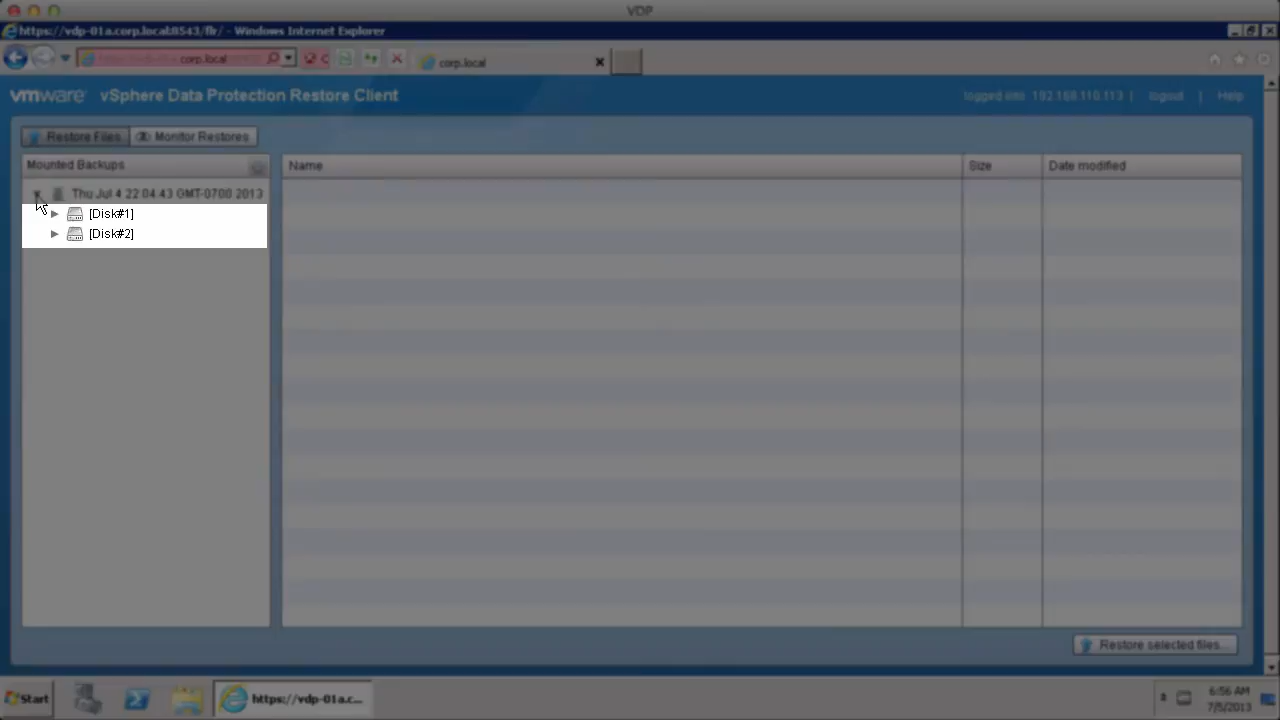 VDP
https://vdp-01a.corp.local:8543/flr/ - Windows Internet Explorer
corp.local
corp.local
vmware vSphere Data Protection Restore Client
logged into: 192.168.110.113 | logout | Help
Restore Files
Monitor Restores
Mounted Backups
Name
Size
Date modified
Thu Jul 4 22:04:43 GMT-0700 2013
[Disk#1]
[Disk#2]
Restore selected files...
Start
https://vdp-01a.c...
6:56 AM
7/5/2013